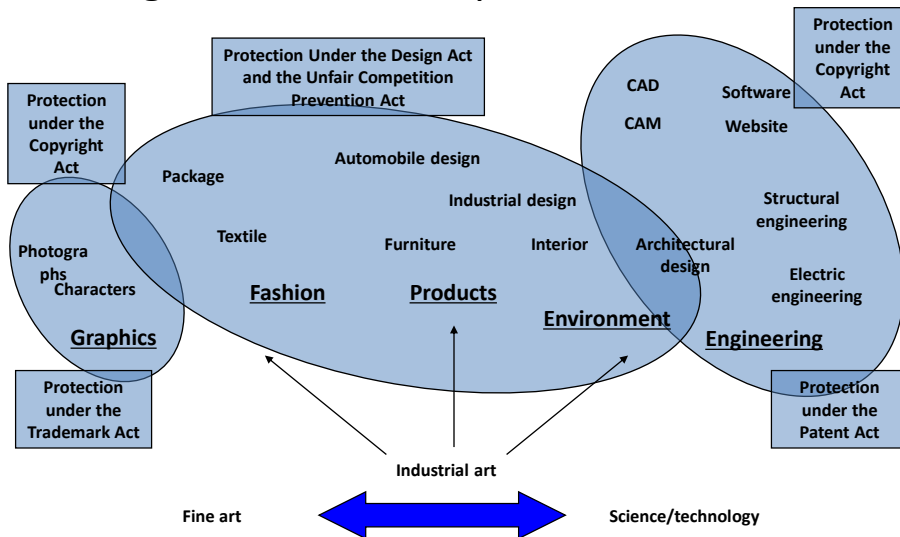 Protection Under the Design Act
and the Unfair Competition
Prevention Act
Protection
under the
Copyright
Act
Protection
under the
Copyright
Act
CAD
Software
CAM
Website
Automobile design
Package
Industrial design
Structural
engineering
Textile
Furniture
Interior
Architectural
design
Photogra
phs
Characters
Electric
engineering
Fashion
Products
Environment
Graphics
Engineering
Protection
under the
Trademark Act
Protection
under the
Patent Act
Industrial art
Fine art
Science/technology